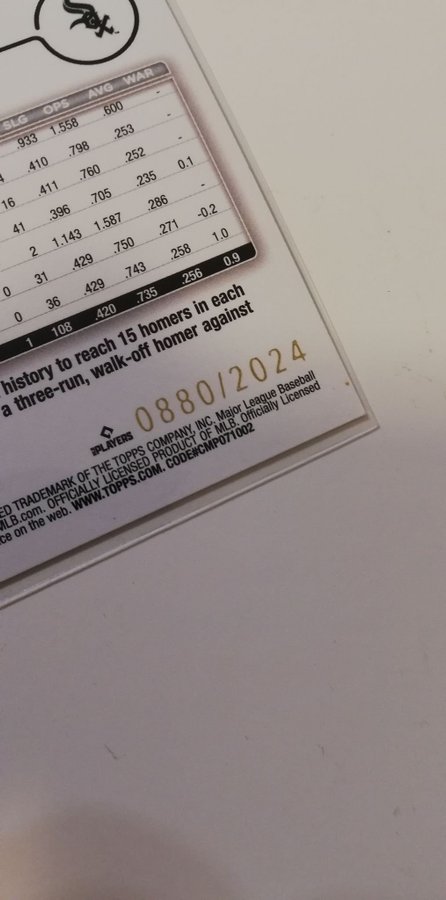 SLG OPS AVG WAR
.933 1.558 .600 -
.410 .798 .253 -
16 .411 .760 .252 -
41 .396 .705 .235 0.1
2 1.143 1.587 .286 -
0 31 .429 .750 .271 -0.2
0 36 .429 .743 .258 1.0
1 108 .420 .735 .256 0.9
history to reach 15 homers in each
a three-run, walk-off homer against
0880/2024
PLAYERS
ED TRADEMARK OF THE TOPPS COMPANY, INC. Major League Baseball
MLB.com. OFFICIALLY LICENSED PRODUCT OF MLB. Officially Licensed
ce on the web. WWW.TOPPS.COM. CODE#CMP071002